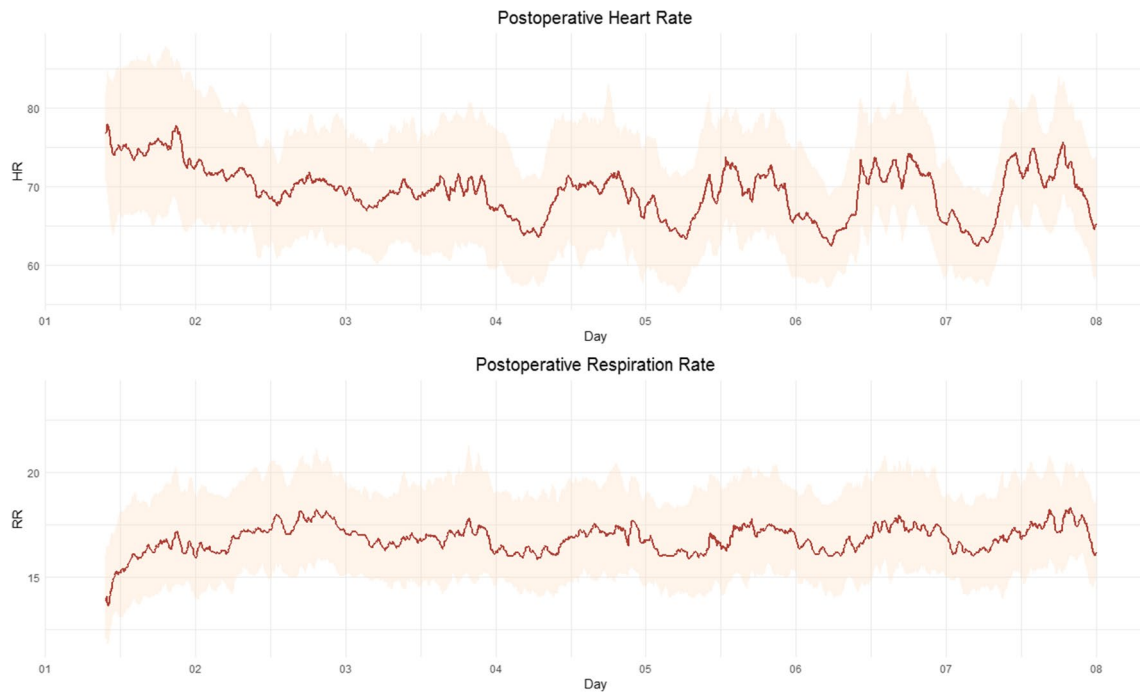 Postoperative Heart Rate
HR
80
70
60
01 02 03 04 05 06 07 08
Day
Postoperative Respiration Rate
RR
20
15
01 02 03 04 05 06 07 08
Day